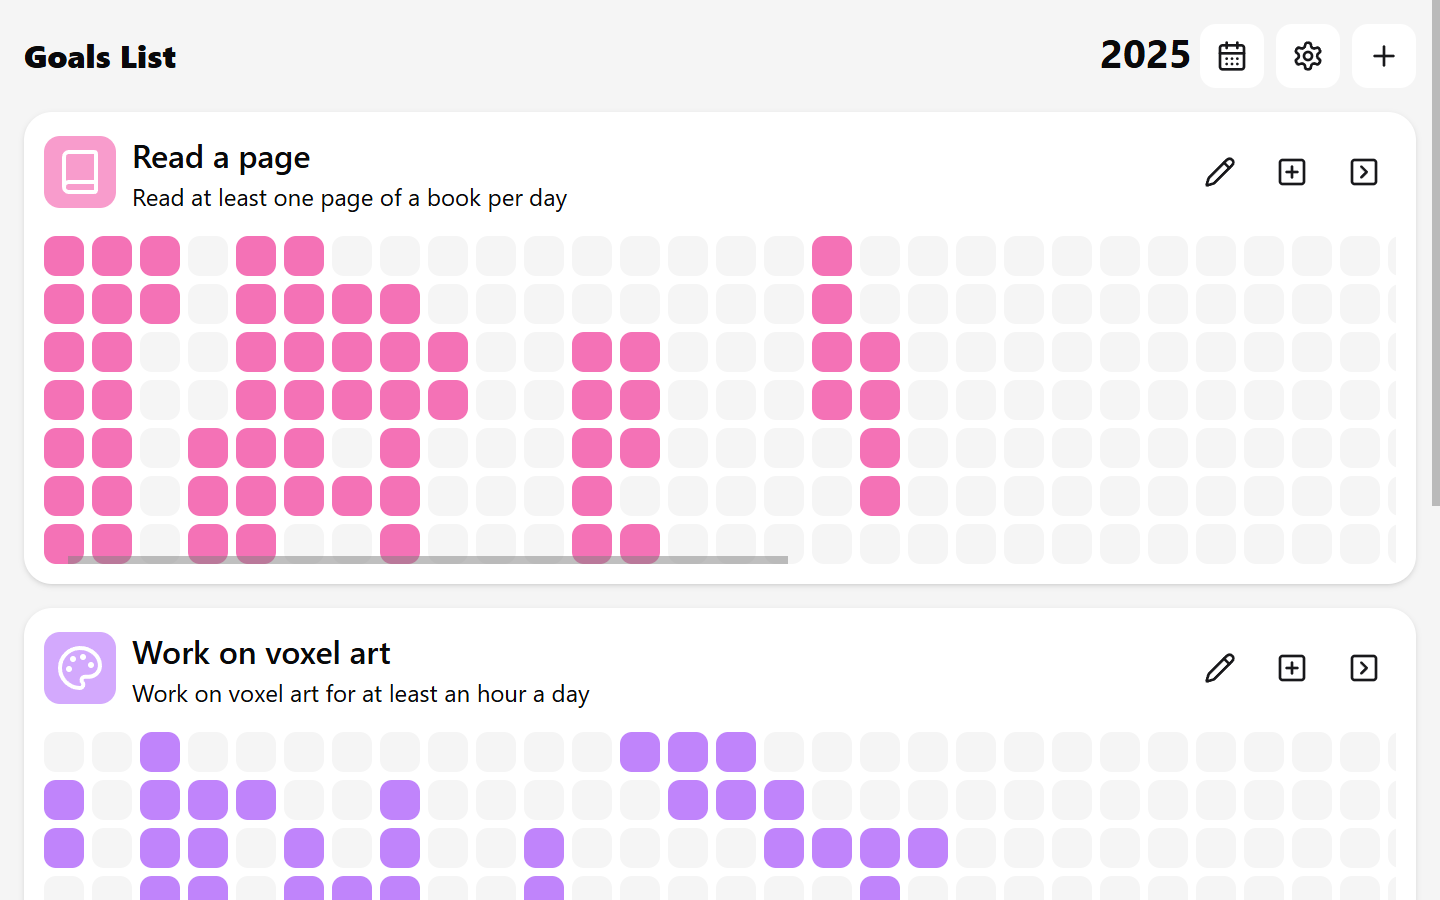 Goals List
2025
Read a page
Read at least one page of a book per day
Work on voxel art
Work on voxel art for at least an hour a day